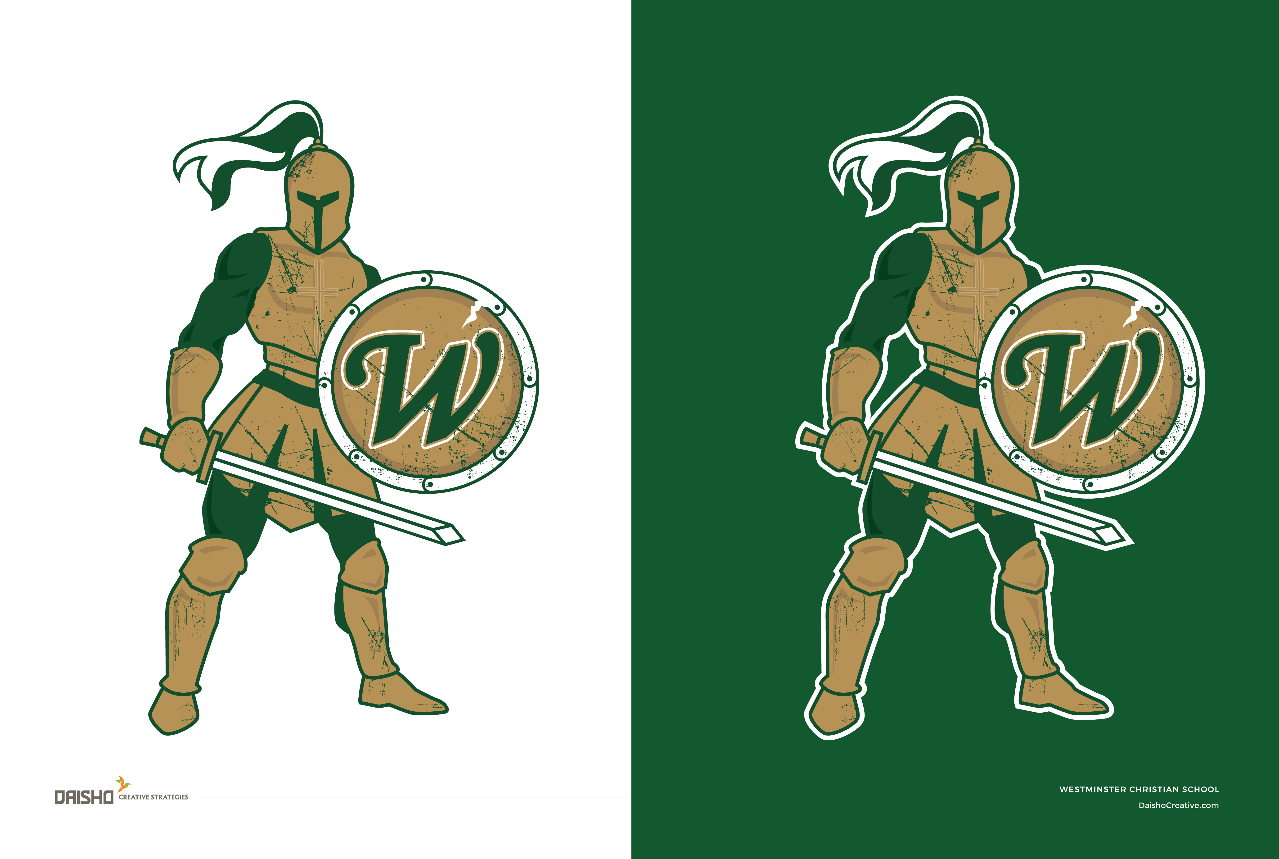 W
W
DAISHO CREATIVE STRATEGIES
WESTMINSTER CHRISTIAN SCHOOL
DaishoCreative.com